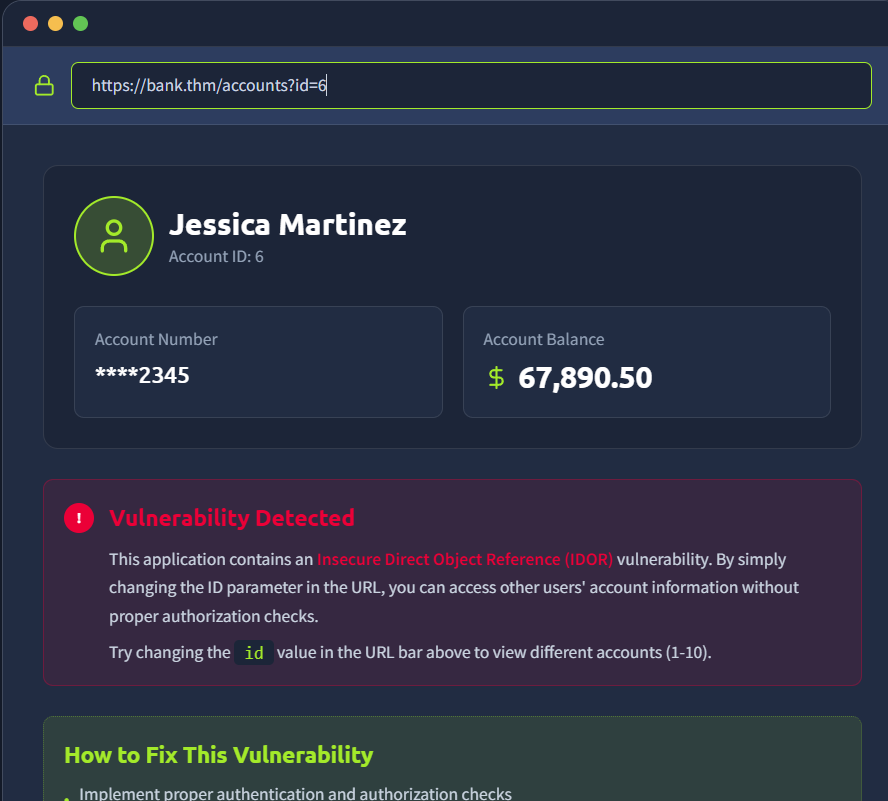 https://bank.thm/accounts?id=6
Jessica Martinez
Account ID: 6
Account Number
****2345
Account Balance
$ 67,890.50
! Vulnerability Detected
This application contains an Insecure Direct Object Reference (IDOR) vulnerability. By simply
changing the ID parameter in the URL, you can access other users' account information without
proper authorization checks.
Try changing the id value in the URL bar above to view different accounts (1-10).
How to Fix This Vulnerability
Implement proper authentication and authorization checks